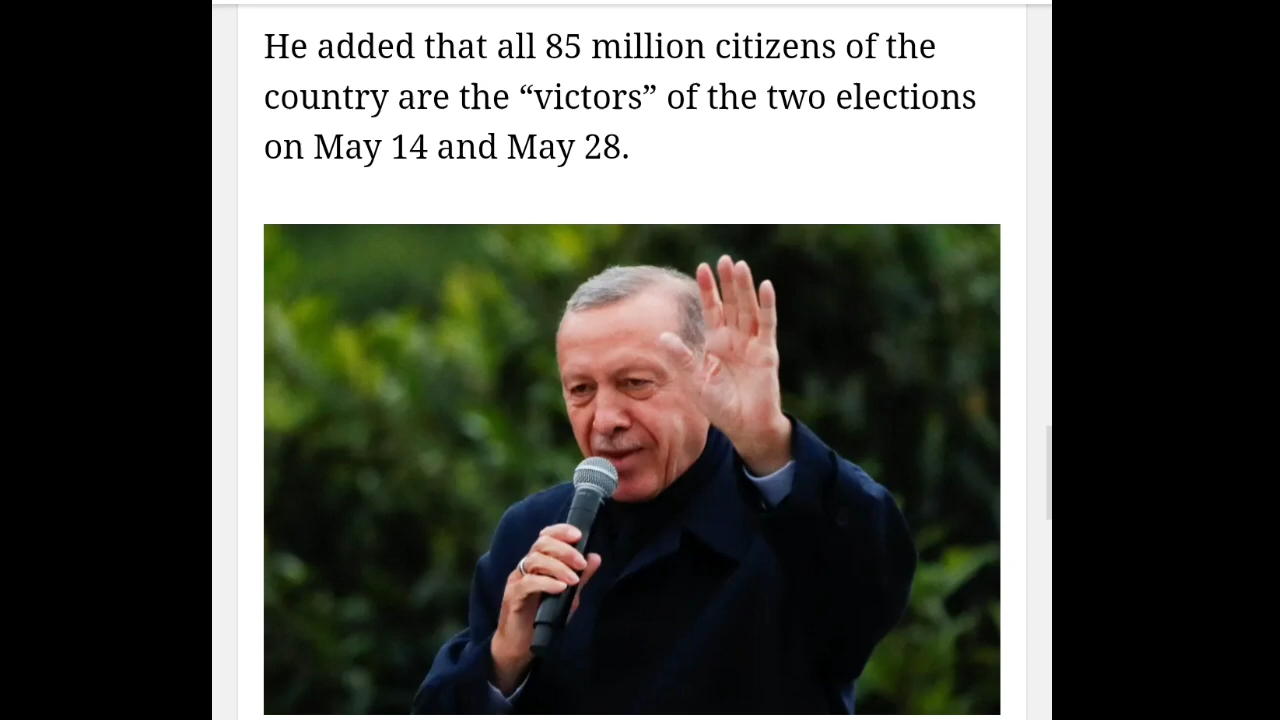 He added that all 85 million citizens of the
country are the “victors” of the two elections
on May 14 and May 28.